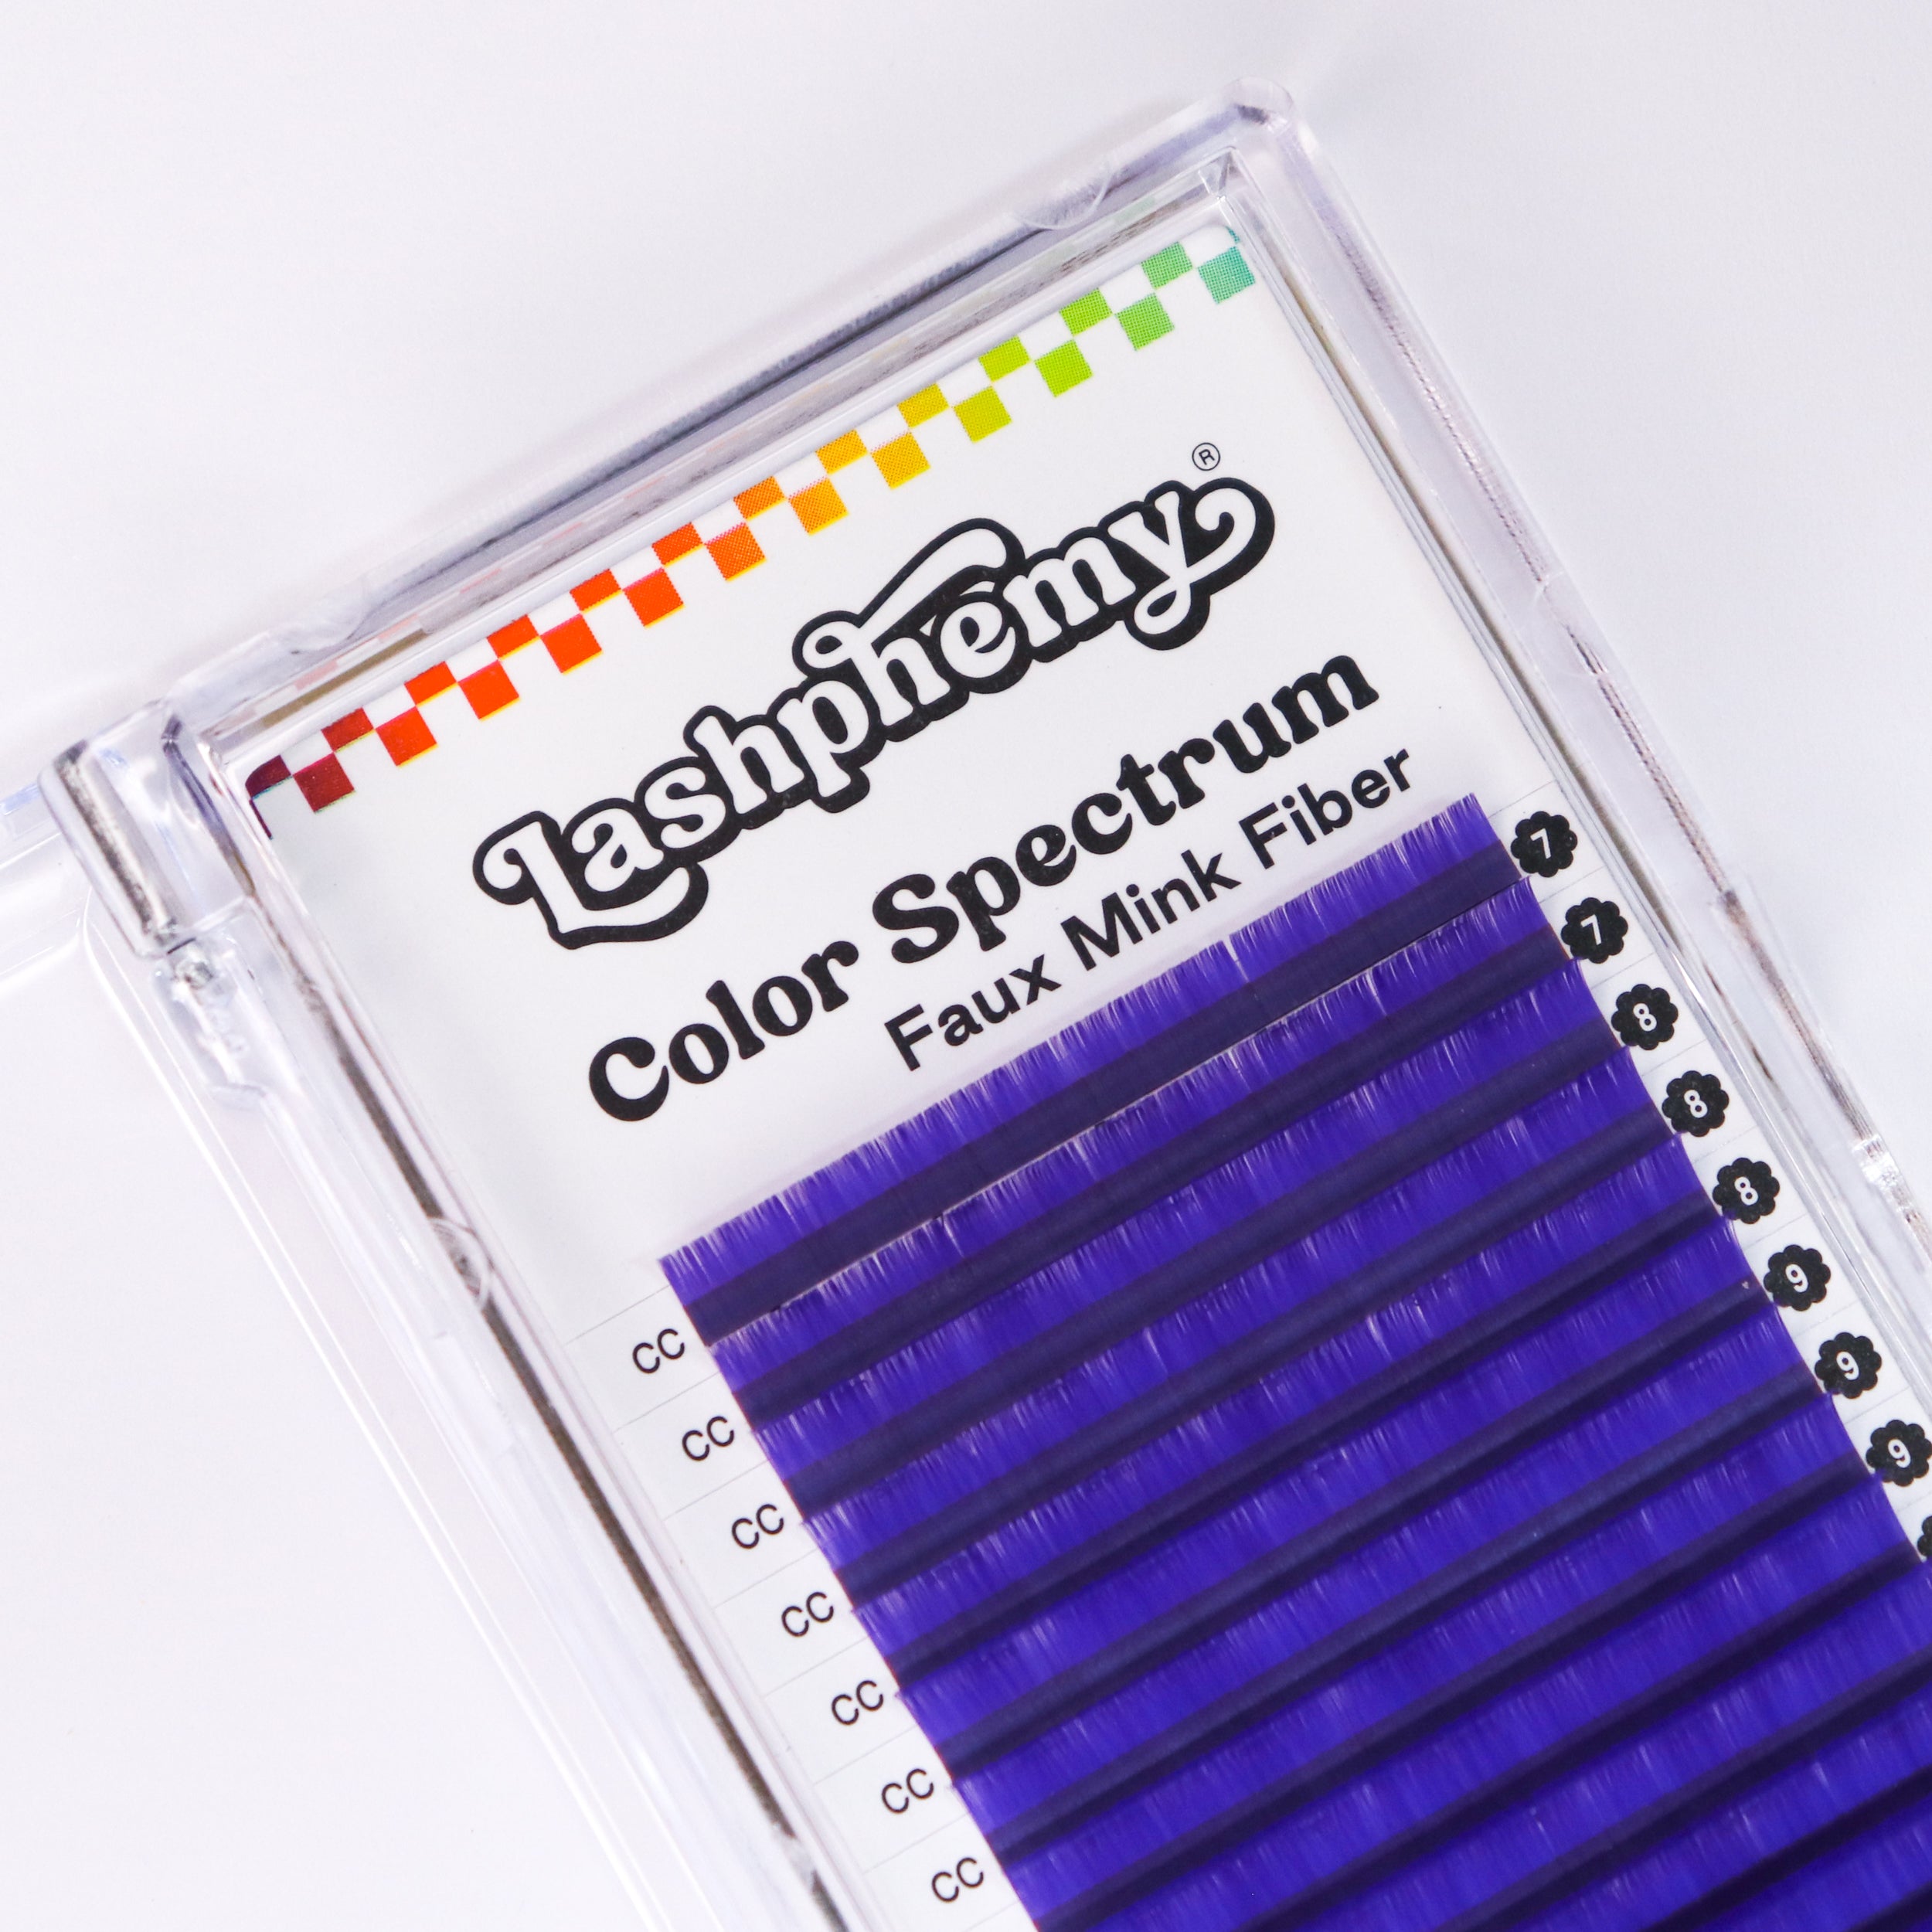 Lashphemy®
Color Spectrum
Faux Mink Fiber
CC 7
CC 7
CC 8
CC 8
CC 8
CC 9
CC 9
9